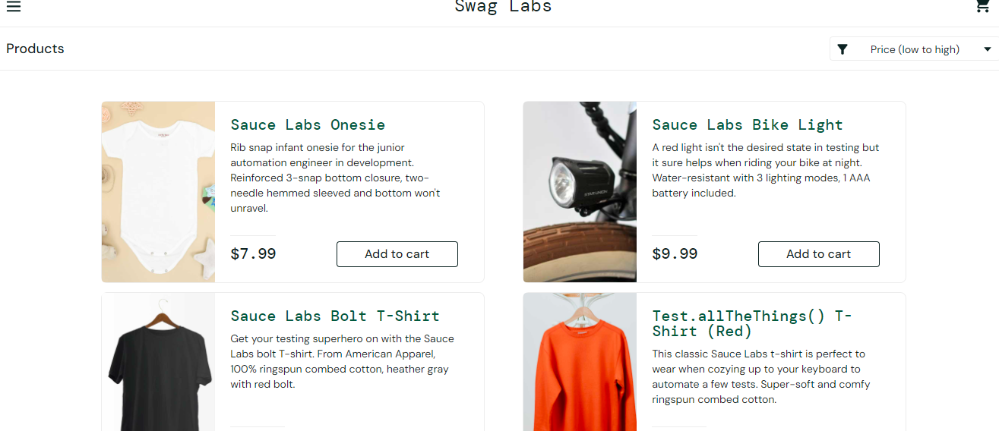 Swag Labs
Products
Price (low to high)
Sauce Labs Onesie
Rib snap infant onesie for the junior
automation engineer in development.
Reinforced 3-snap bottom closure, two-
needle hemmed sleeved and bottom won't
unravel.
$7.99
Add to cart
Sauce Labs Bike Light
A red light isn't the desired state in testing but
it sure helps when riding your bike at night.
Water-resistant with 3 lighting modes, 1 AAA
battery included.
$9.99
Add to cart
Sauce Labs Bolt T-Shirt
Get your testing superhero on with the Sauce
Labs bolt T-shirt. From American Apparel,
100% ringspun combed cotton, heather gray
with red bolt.
Test.allTheThings() T-
Shirt (Red)
This classic Sauce Labs t-shirt is perfect to
wear when cozying up to your keyboard to
automate a few tests. Super-soft and comfy
ringspun combed cotton.